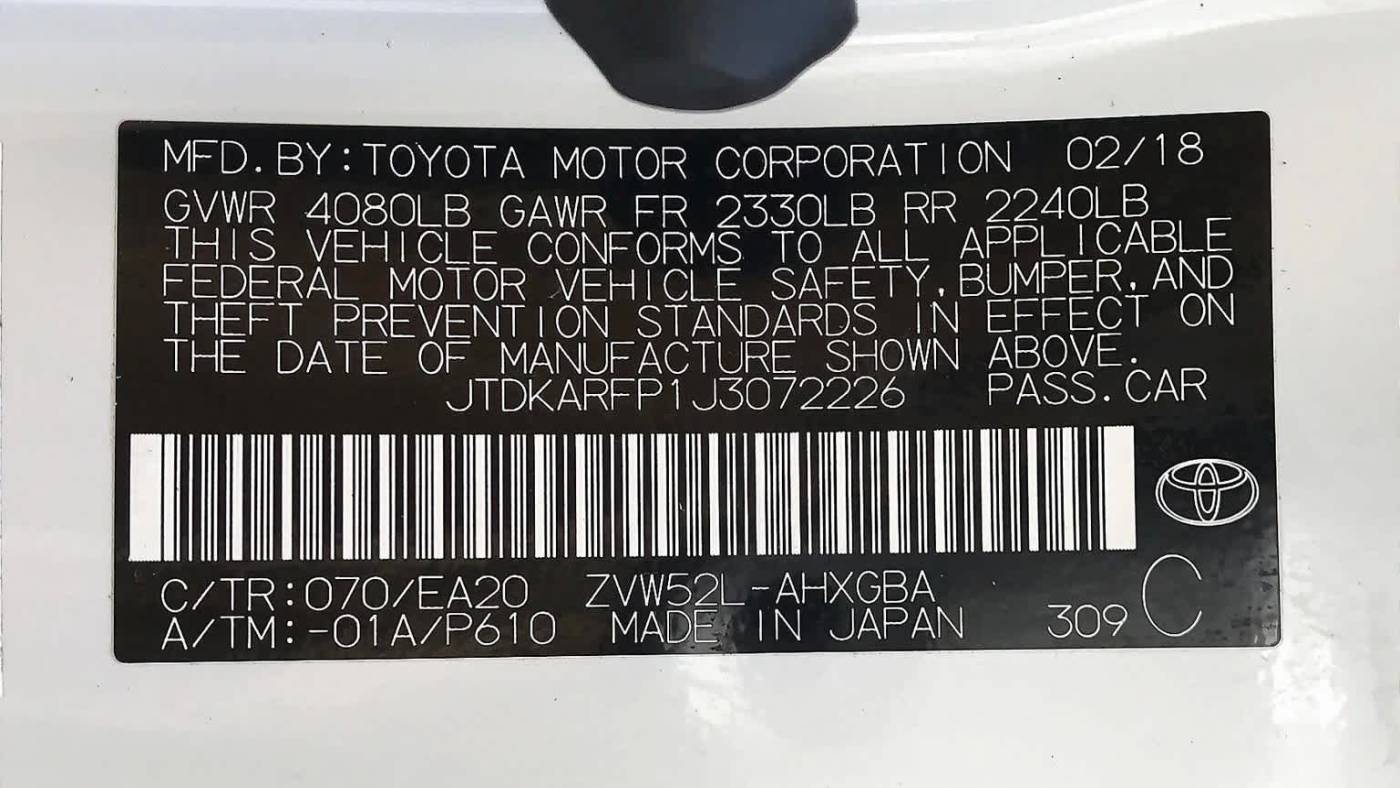 MFD. BY:TOYOTA MOTOR CORPORATION 02/18
GVWR 4080LB GAWR FR 2330LB RR 2240LB
THIS VEHICLE CONFORMS TO ALL APPLICABLE
FEDERAL MOTOR VEHICLE SAFETY, BUMPER, AND
THEFT PREVENTION STANDARDS IN EFFECT ON
THE DATE OF MANUFACTURE SHOWN ABOVE.
JTDKARFP1J3072226 PASS. CAR
C/TR:070/EA20 ZVW52L-AHXGBA
A/TM:-01A/P610 MADE IN JAPAN 309 C